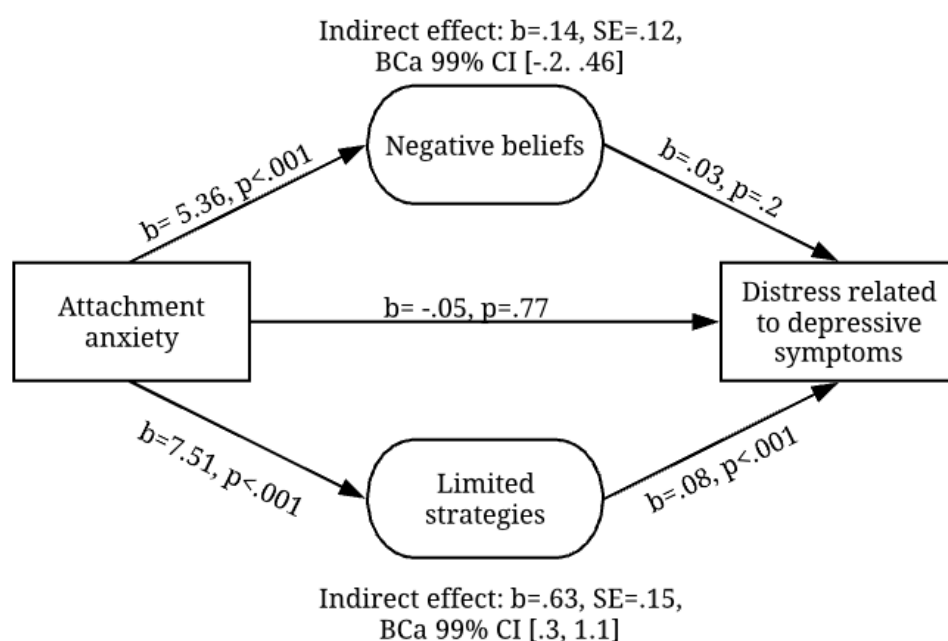 Indirect effect: b=.14, SE=.12,
BCa 99% CI [-.2. .46]
Negative beliefs
b= 5.36, p<.001
b=.03, p=.2
Attachment
anxiety
b= -.05, p=.77
Distress related
to depressive
symptoms
b=7.51, p<.001
b=.08, p<.001
Limited
strategies
Indirect effect: b=.63, SE=.15,
BCa 99% CI [.3, 1.1]